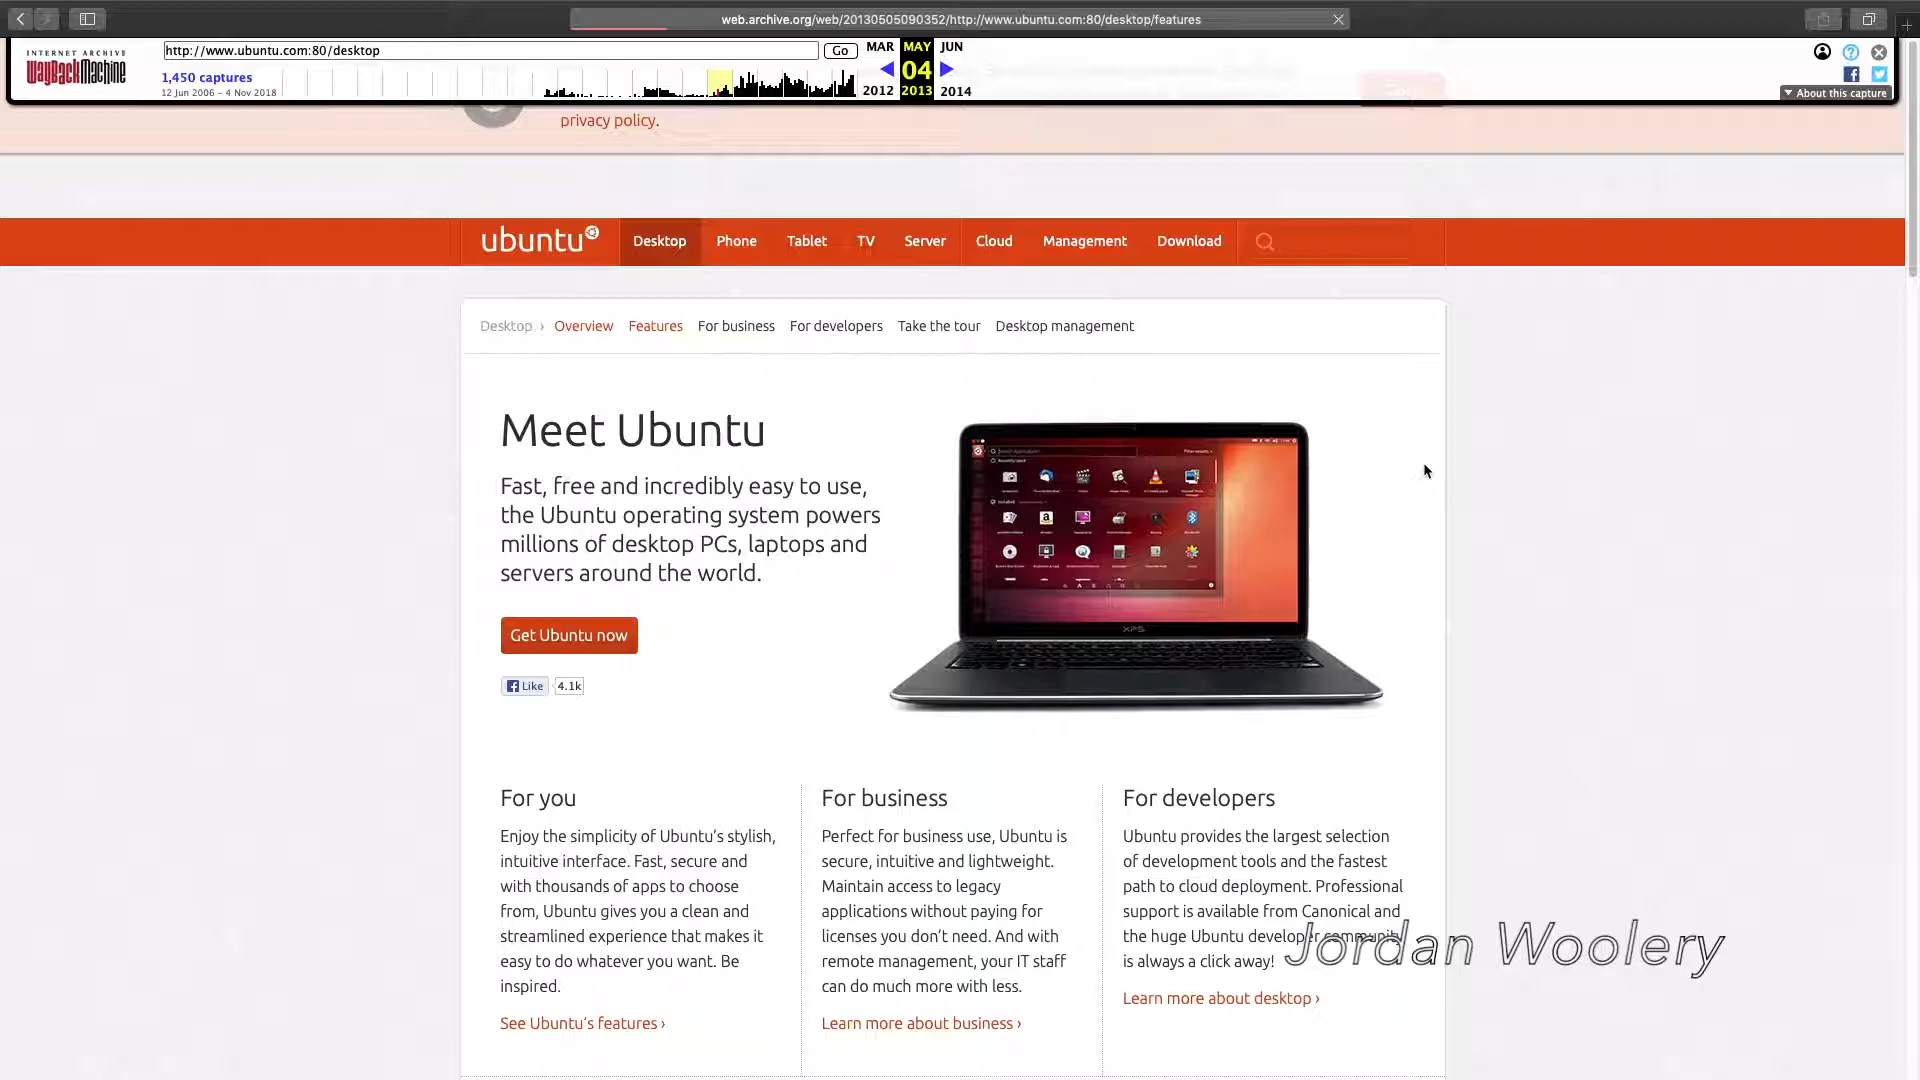 web.archive.org/web/20130505090352/http://www.ubuntu.com:80/desktop/features
INTERNET ARCHIVE
WayBackMachine
http://www.ubuntu.com:80/desktop
Go
MAR MAY JUN
1,450 captures
04
12 Jun 2006 – 4 Nov 2018
2012 2013 2014
About this capture
privacy policy.
ubuntu
Desktop Phone Tablet TV Server Cloud Management Download
Desktop › Overview Features For business For developers Take the tour Desktop management
Meet Ubuntu
Fast, free and incredibly easy to use,
the Ubuntu operating system powers
millions of desktop PCs, laptops and
servers around the world.
Get Ubuntu now
Like 4.1k
XPS
For you
Enjoy the simplicity of Ubuntu’s stylish,
intuitive interface. Fast, secure and
with thousands of apps to choose
from, Ubuntu gives you a clean and
streamlined experience that makes it
easy to do whatever you want. Be
inspired.
See Ubuntu’s features ›
For business
Perfect for business use, Ubuntu is
secure, intuitive and lightweight.
Maintain access to legacy
applications without paying for
licenses you don’t need. And with
remote management, your IT staff
can do much more with less.
Learn more about business ›
For developers
Ubuntu provides the largest selection
of development tools and the fastest
path to cloud deployment. Professional
support is available from Canonical and
the huge Ubuntu developer community
is always a click away!
Learn more about desktop ›
Jordan Woolery